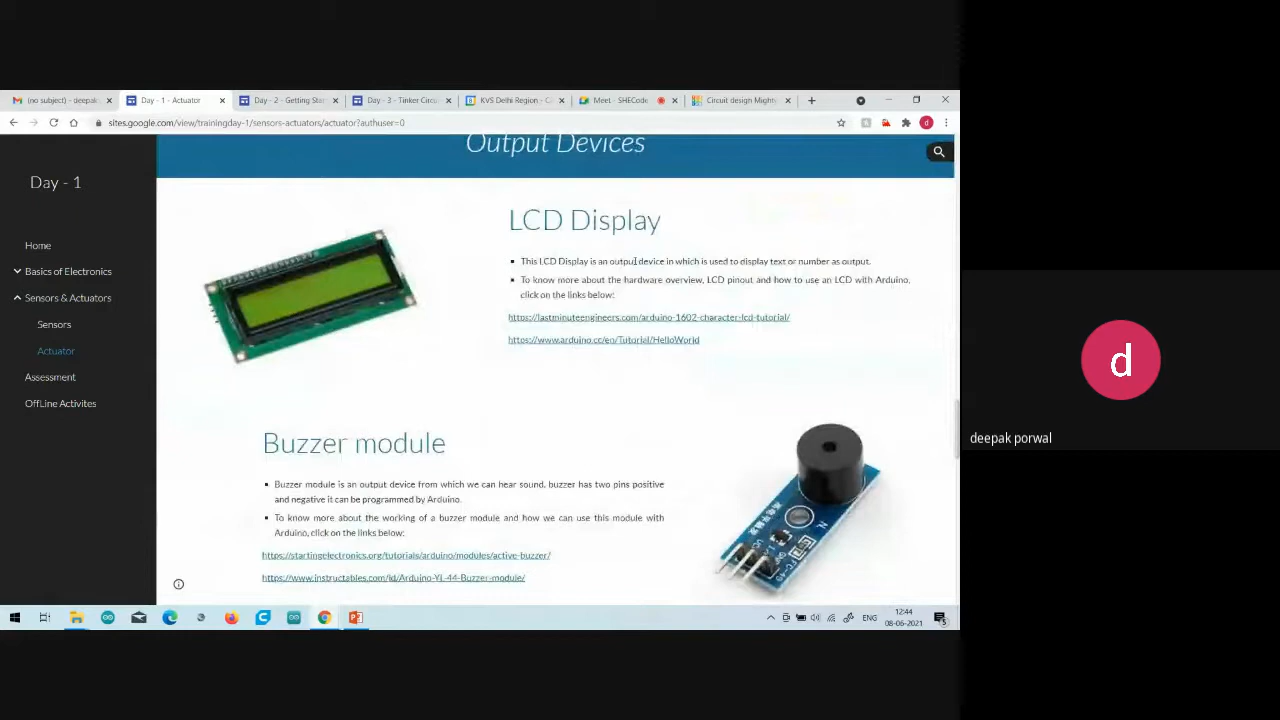 (no subject) - deepak
Day - 1 - Actuator
Day - 2 - Getting Star
Day - 3 - Tinker Circu
KVS Delhi Region - C
Meet - SHECode
Circuit design Might
sites.google.com/view/trainingday-1/sensors-actuators/actuator?authuser=0
d
Output Devices
Day - 1
Home
Basics of Electronics
Sensors & Actuators
Sensors
Actuator
Assessment
OffLine Activites
LCD Display
This LCD Display is an output device in which is used to display text or number as output.
To know more about the hardware overview, LCD pinout and how to use an LCD with Arduino,
click on the links below:
https://lastminuteengineers.com/arduino-1602-character-lcd-tutorial/
https://www.arduino.cc/en/Tutorial/HelloWorld
Buzzer module
Buzzer module is an output device from which we can hear sound, buzzer has two pins positive
and negative it can be programmed by Arduino.
To know more about the working of a buzzer module and how we can use this module with
Arduino, click on the links below:
https://startingelectronics.org/tutorials/arduino/modules/active-buzzer/
https://www.instructables.com/id/Arduino-YL-44-Buzzer-module/
ENG
12:44
08-06-2021
d
deepak porwal